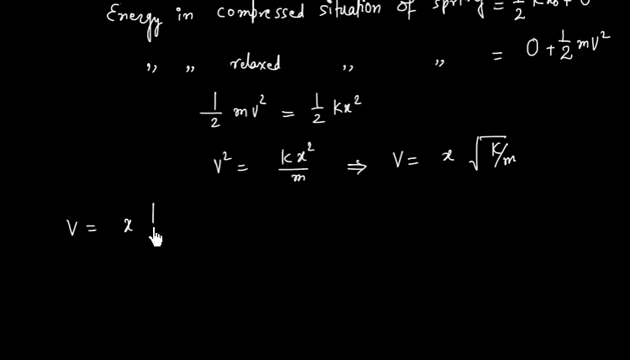 Energy in compressed situation of spring = 1/2 kx² + 0
,, ,, relaxed ,, ,, = 0 + 1/2 mv²
1/2 mv² = 1/2 kx²
v² = kx²/m ⇒ V = x √(K/m)
V = x |